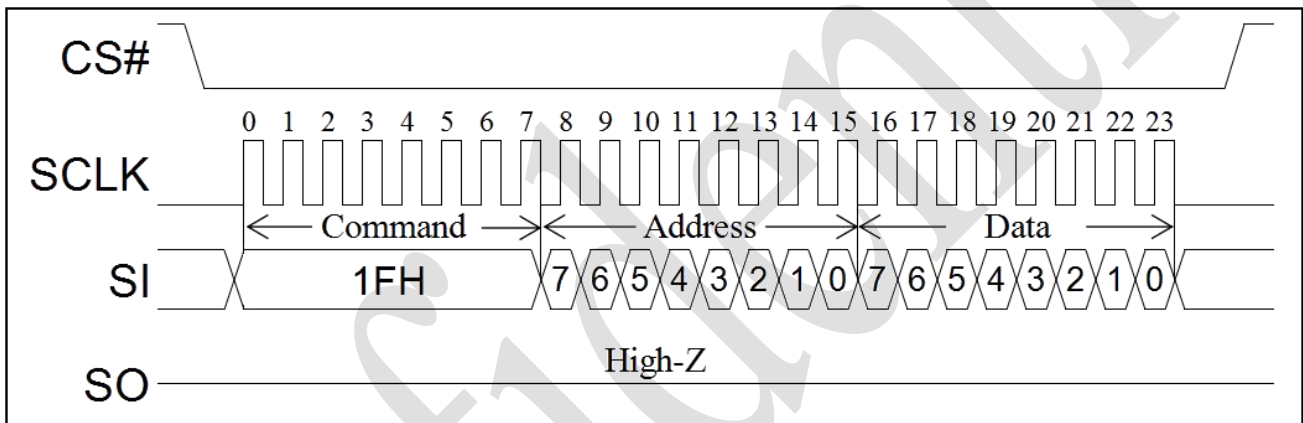 CS#
0 1 2 3 4 5 6 7 8 9 10 11 12 13 14 15 16 17 18 19 20 21 22 23
SCLK
Command Address Data
SI 1FH 7 6 5 4 3 2 1 0 7 6 5 4 3 2 1 0
High-Z
SO